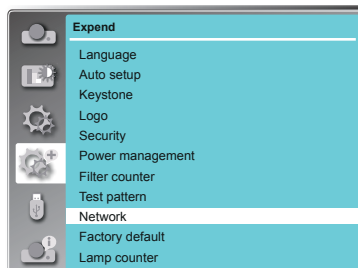 Expend
Language
Auto setup
Keystone
Logo
Security
Power management
Filter counter
Test pattern
Network
Factory default
Lamp counter